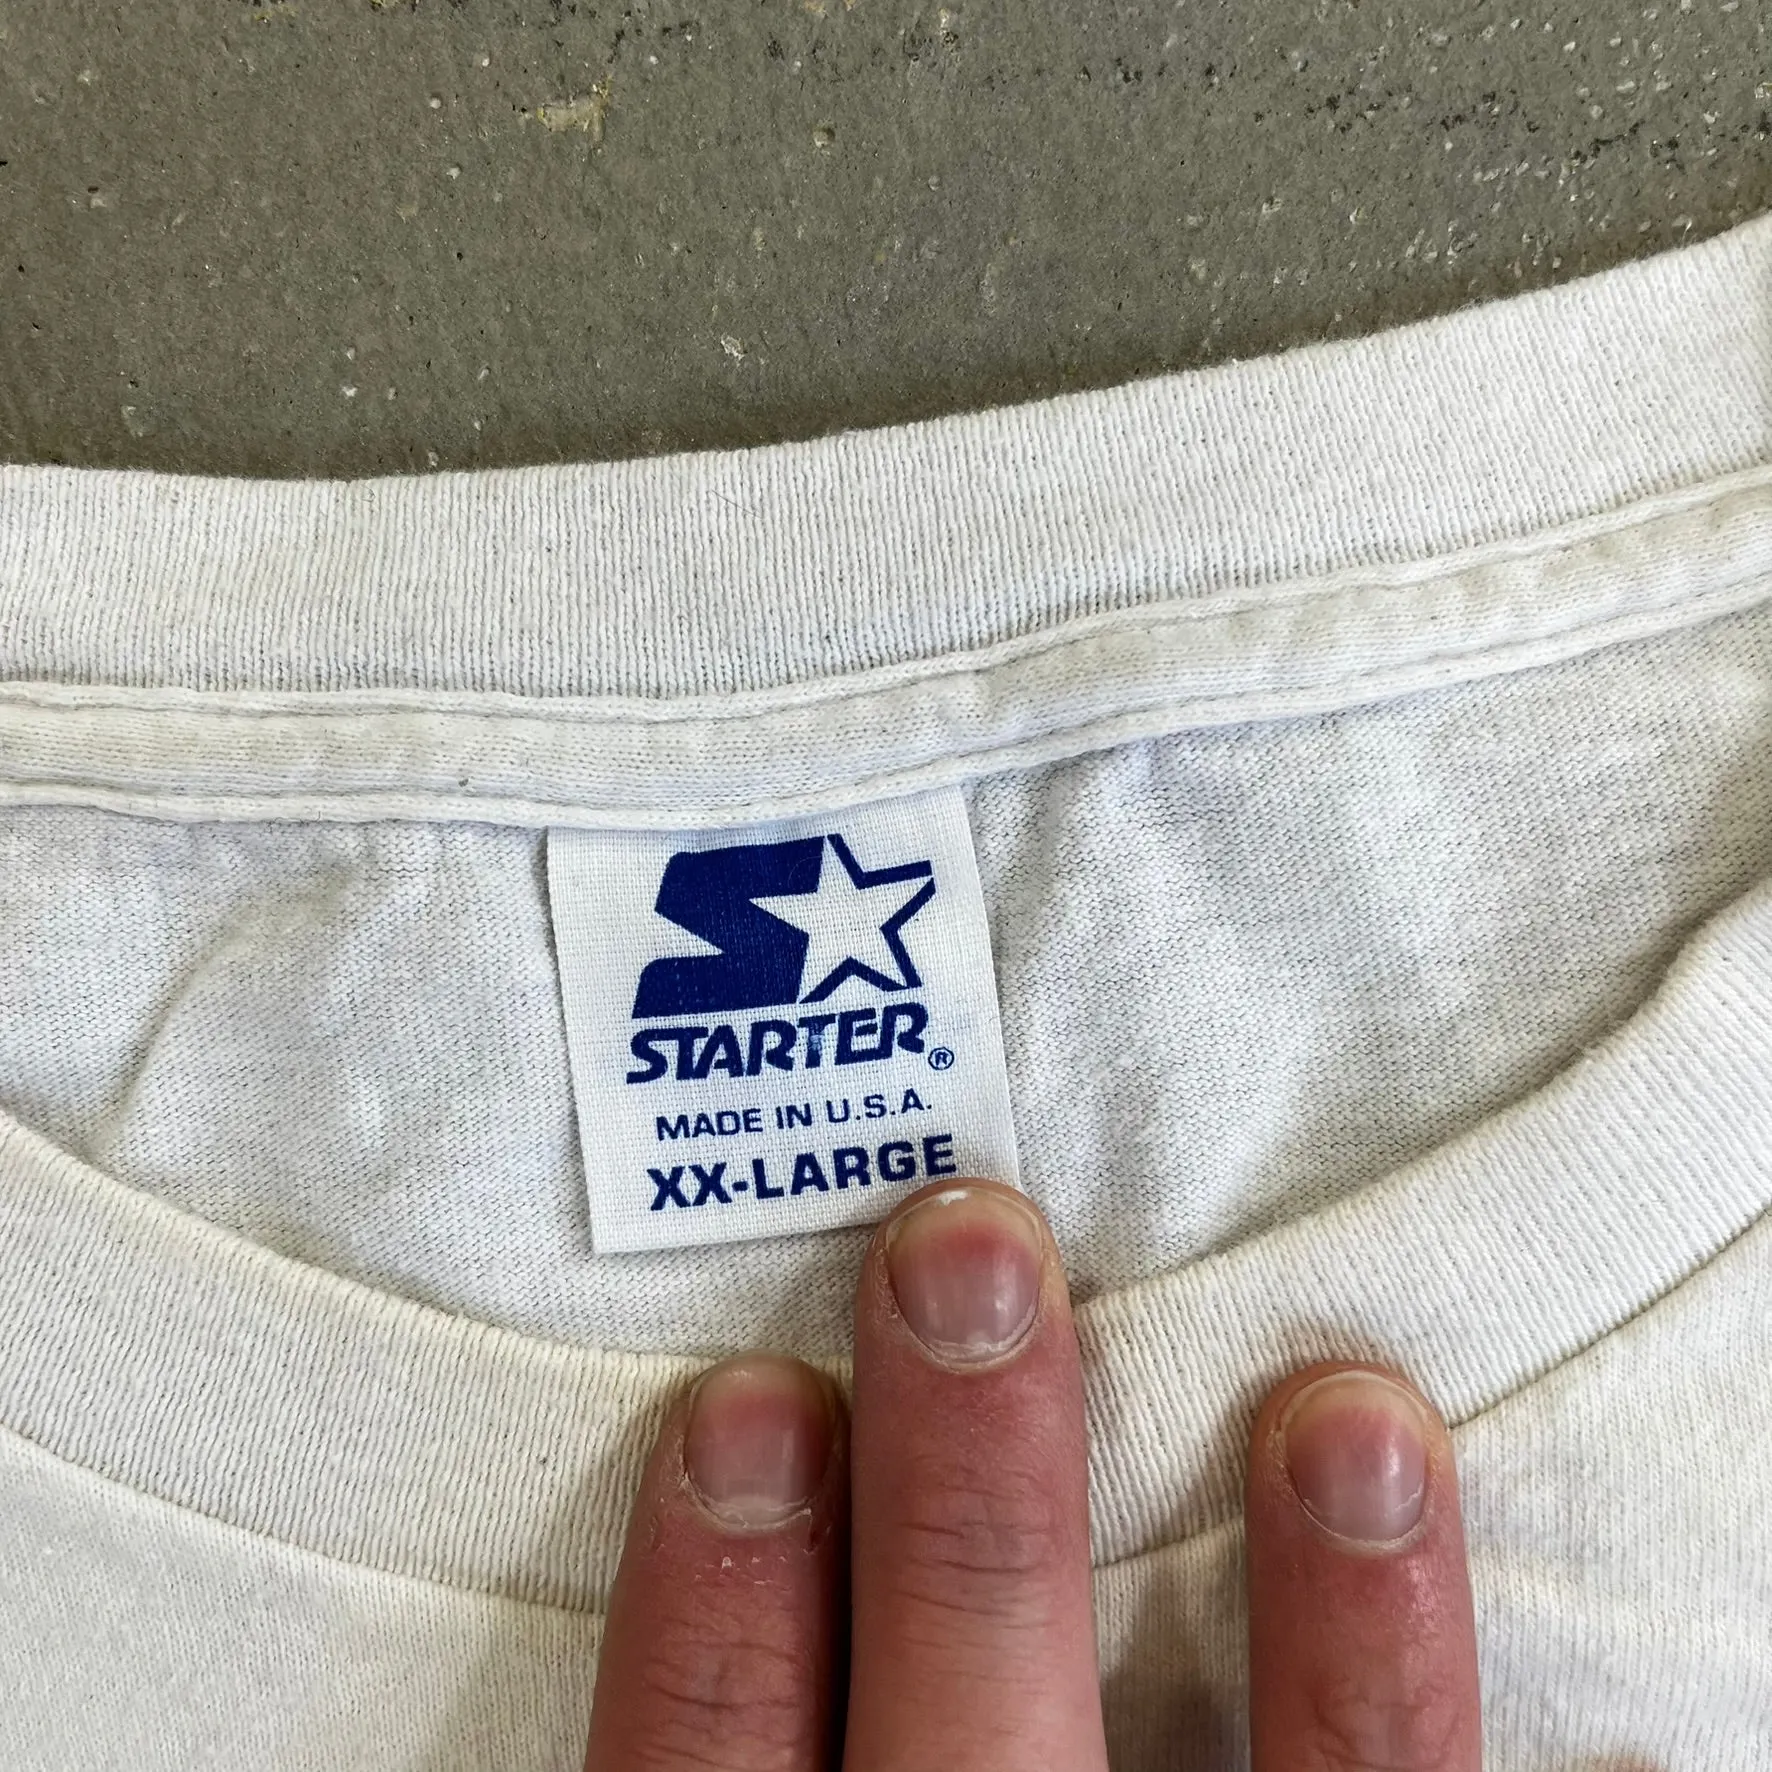 STARTER®
MADE IN U.S.A.
XX-LARGE